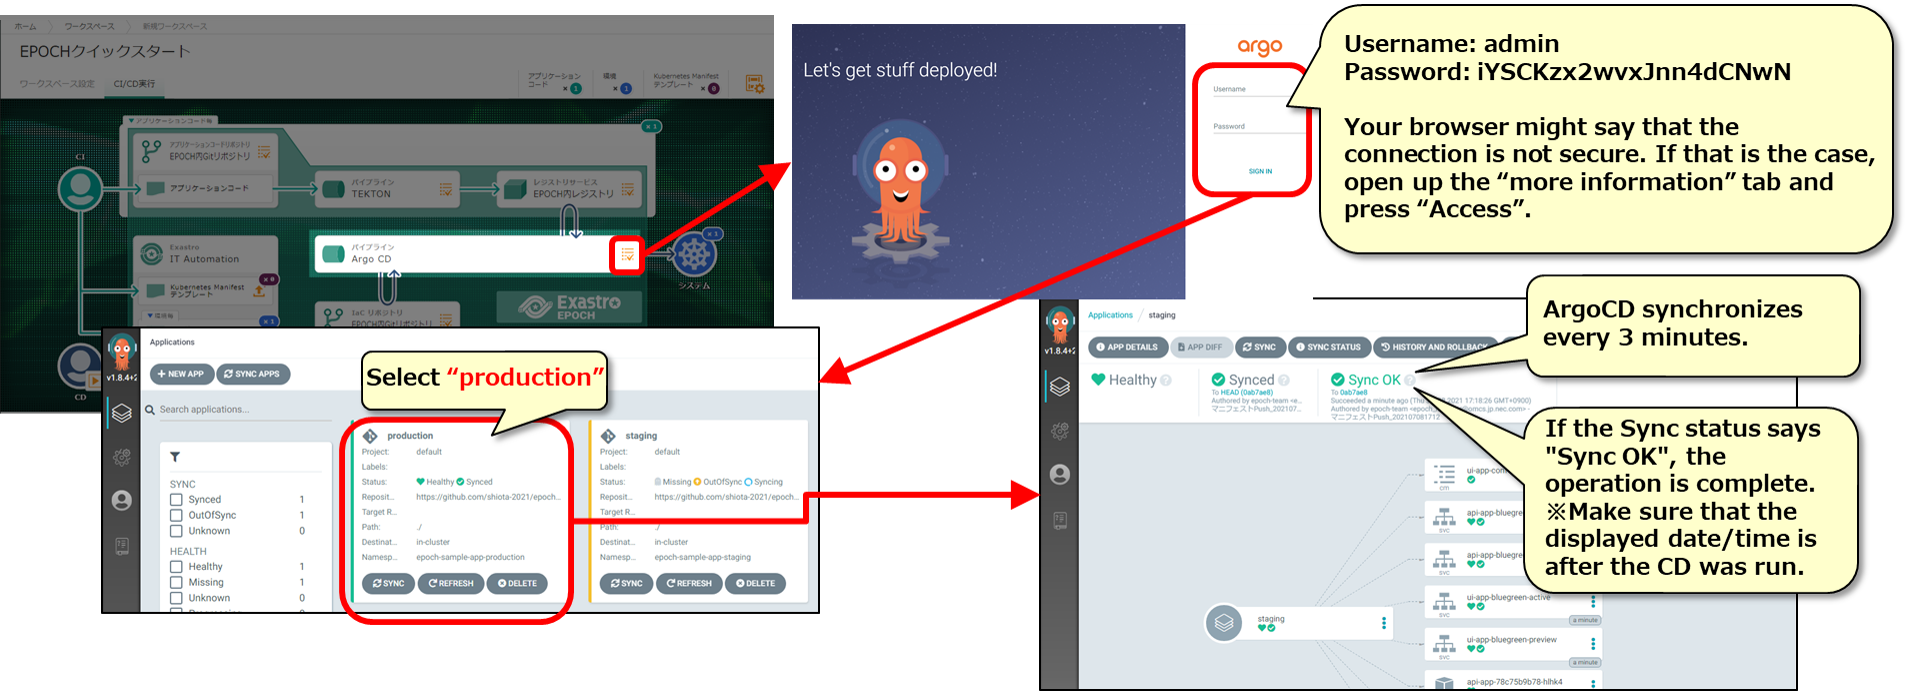 ホーム
ワークスペース
新規ワークスペース
EPOCHクイックスタート
ワークスペース設定
CI/CD実行
アプリケーション
コード
× 1
環境
× 1
Kubernetes Manifest
テンプレート
× 0
▼アプリケーションコード軸
× 1
CI
アプリケーションコードリポジトリ
EPOCH内Gitリポジトリ
アプリケーションコード
パイプライン
TEKTON
レジストリサービス
EPOCH内レジストリ
Exastro
IT Automation
× 0
Kubernetes Manifest
テンプレート
▼環境軸
× 1
パイプライン
Argo CD
× 1
システム
IaC リポジトリ
EPOCH内Gitリポジトリ
Exastro
EPOCH
CD
Let's get stuff deployed!
argo
Username
Password
SIGN IN
Username: admin
Password: iYSCKzx2wvxJnn4dCNwN
Your browser might say that the
connection is not secure. If that is the case,
open up the “more information” tab and
press “Access”.
v1.8.4+2
Applications
+ NEW APP
SYNC APPS
Search applications...
SYNC
Synced 1
OutOfSync 1
Unknown 0
HEALTH
Healthy 1
Missing 1
Unknown 0
Select “production”
production
Project: default
Labels:
Status: Healthy Synced
Reposit... https://github.com/shiota-2021/epoch...
Target R...
Path: ./
Destinat... in-cluster
Namesp... epoch-sample-app-production
SYNC
REFRESH
DELETE
staging
Project: default
Labels:
Status: Missing OutOfSync Syncing
Reposit... https://github.com/shiota-2021/epoch...
Target R...
Path: ./
Destinat... in-cluster
Namesp... epoch-sample-app-staging
SYNC
REFRESH
DELETE
v1.8.4+2
Applications / staging
APP DETAILS
APP DIFF
SYNC
SYNC STATUS
HISTORY AND ROLLBACK
Healthy
Synced
To HEAD (0ab7ae8)
Authored by epoch-team <e...
マニフェストPush_202107...
Sync OK
To 0ab7ae8
Succeeded a minute ago
2021 17:18:26 GMT+0900)
Authored by epoch-team
マニフェストPush_202107081712
ArgoCD synchronizes
every 3 minutes.
If the Sync status says
"Sync OK", the
operation is complete.
※Make sure that the
displayed date/time is
after the CD was run.
staging
cm
svc
api-app-bluegre
svc
api-app-bluegre
svc
ui-app-bluegreen-active
svc
a minute
ui-app-bluegreen-preview
svc
a minute
api-app-78c75b9b78-hlhk4